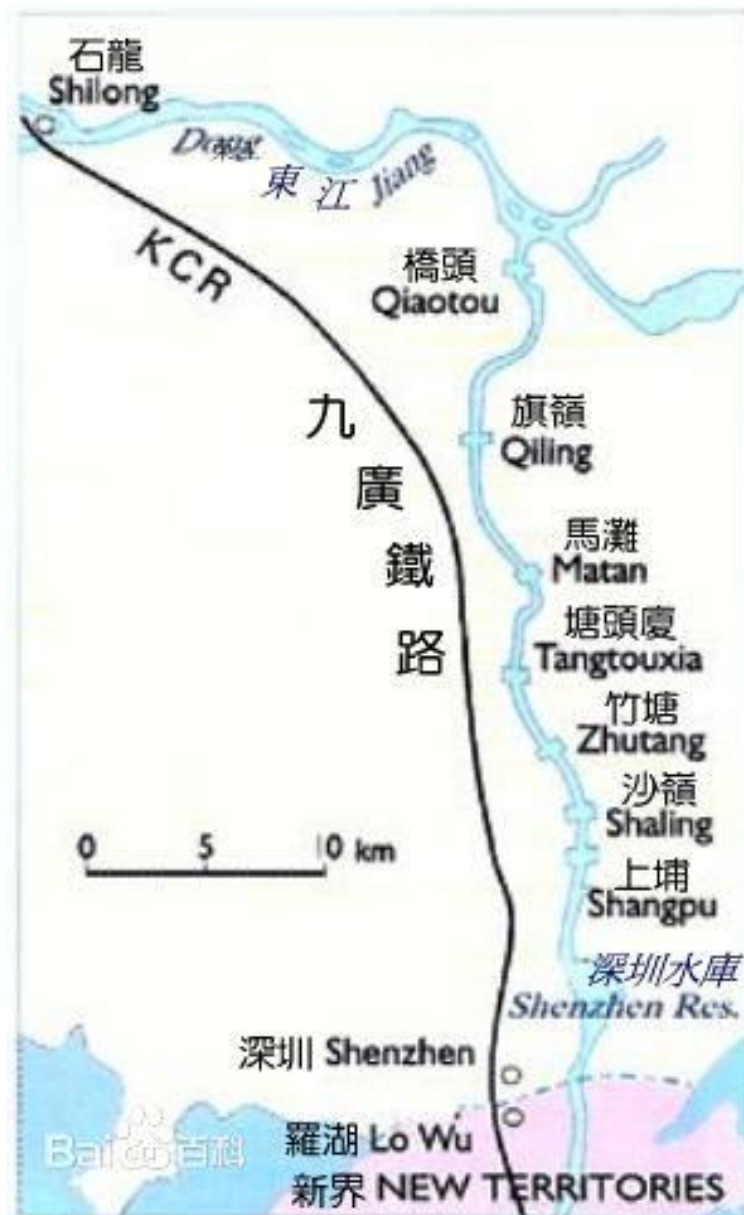 石龍
Shilong
Dong
東江 Jiang
KCR
橋頭
Qiaotou
九廣鐵路
旗嶺
Qiling
馬灘
Matan
塘頭廈
Tangtouxia
竹塘
Zhutang
沙嶺
Shaling
0 5 10 km
上埔
Shangpu
深圳水庫
Shenzhen Res.
深圳 Shenzhen
羅湖 Lo Wu
新界 NEW TERRITORIES
Baidu百科